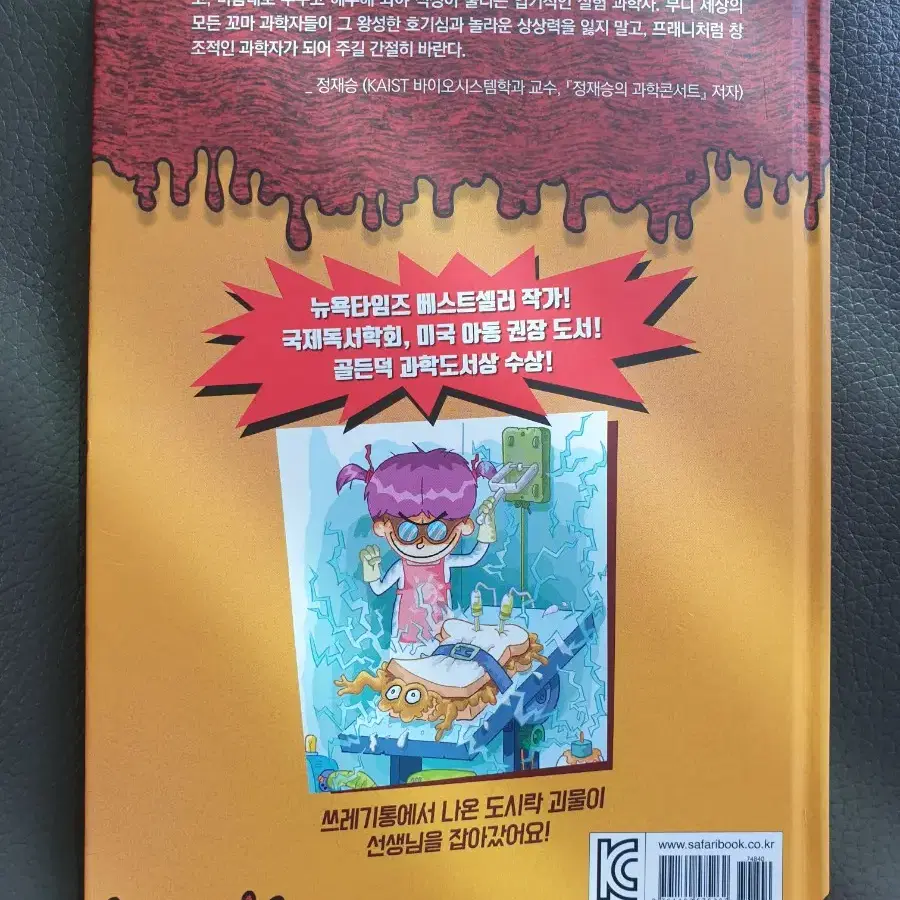 모든 꼬마 과학자들이 그 왕성한 호기심과 놀라운 상상력을 잃지 말고, 프래니처럼 창
조적인 과학자가 되어 주길 간절히 바란다.
_ 정재승 (KAIST 바이오시스템학과 교수, 『정재승의 과학콘서트』 저자)
뉴욕타임즈 베스트셀러 작가!
국제독서학회, 미국 아동 권장 도서!
골든덕 과학도서상 수상!
쓰레기통에서 나온 도시락 괴물이
선생님을 잡아갔어요!
www.safaribook.co.kr
74840